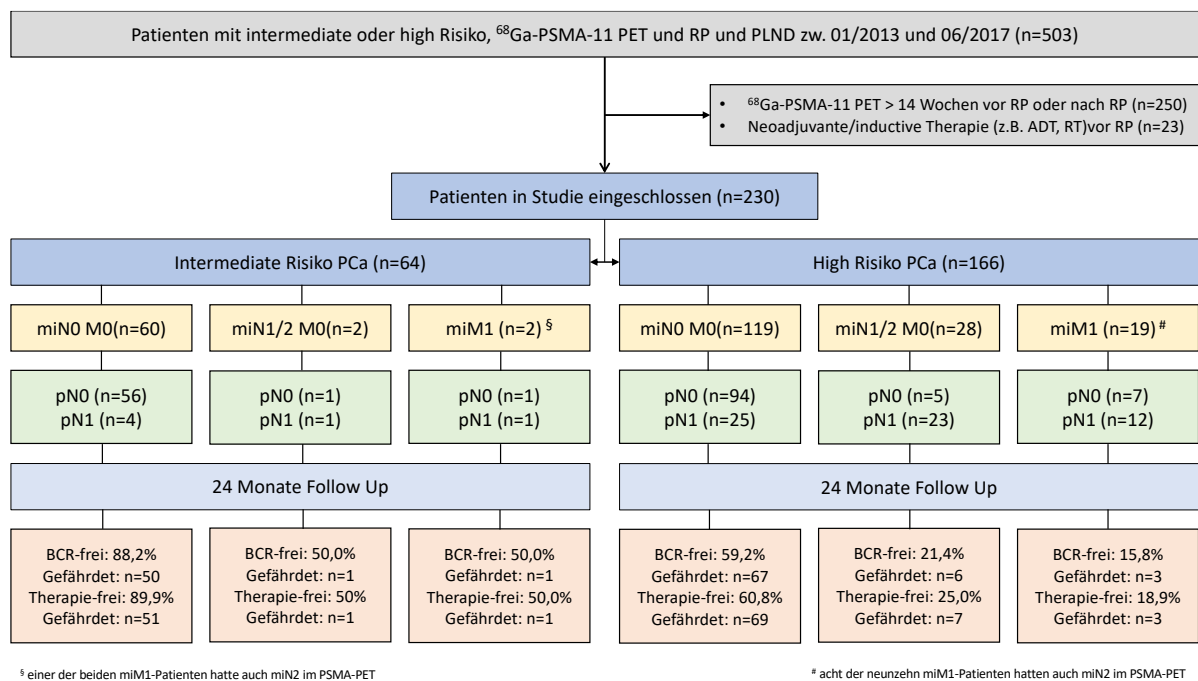 Patienten mit intermediate oder high Risiko, ⁶⁸Ga-PSMA-11 PET und RP und PLND zw. 01/2013 und 06/2017 (n=503)
• ⁶⁸Ga-PSMA-11 PET > 14 Wochen vor RP oder nach RP (n=250)
• Neoadjuvante/inductive Therapie (z.B. ADT, RT)vor RP (n=23)
Patienten in Studie eingeschlossen (n=230)
Intermediate Risiko PCa (n=64)
High Risiko PCa (n=166)
miN0 M0(n=60)
miN1/2 M0(n=2)
miM1 (n=2) §
miN0 M0(n=119)
miN1/2 M0(n=28)
miM1 (n=19) #
pN0 (n=56)
pN1 (n=4)
pN0 (n=1)
pN1 (n=1)
pN0 (n=1)
pN1 (n=1)
pN0 (n=94)
pN1 (n=25)
pN0 (n=5)
pN1 (n=23)
pN0 (n=7)
pN1 (n=12)
24 Monate Follow Up
24 Monate Follow Up
BCR-frei: 88,2%
Gefährdet: n=50
Therapie-frei: 89,9%
Gefährdet: n=51
BCR-frei: 50,0%
Gefährdet: n=1
Therapie-frei: 50%
Gefährdet: n=1
BCR-frei: 50,0%
Gefährdet: n=1
Therapie-frei: 50,0%
Gefährdet: n=1
BCR-frei: 59,2%
Gefährdet: n=67
Therapie-frei: 60,8%
Gefährdet: n=69
BCR-frei: 21,4%
Gefährdet: n=6
Therapie-frei: 25,0%
Gefährdet: n=7
BCR-frei: 15,8%
Gefährdet: n=3
Therapie-frei: 18,9%
Gefährdet: n=3
§ einer der beiden miM1-Patienten hatte auch miN2 im PSMA-PET
# acht der neunzehn miM1-Patienten hatten auch miN2 im PSMA-PET